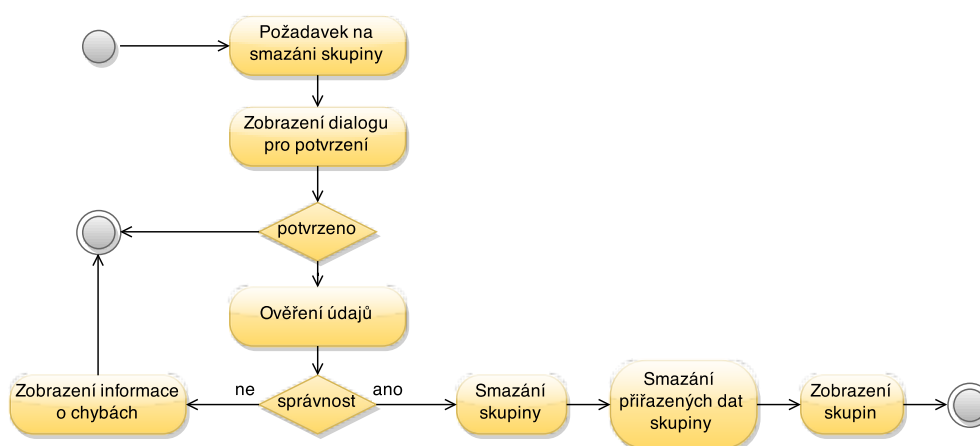 Požadavek na
smazáni skupiny
Zobrazení dialogu
pro potvrzení
potvrzeno
Ověření údajů
správnost
ne
ano
Zobrazení informace
o chybách
Smazání
skupiny
Smazání
přiřazených dat
skupiny
Zobrazení
skupin